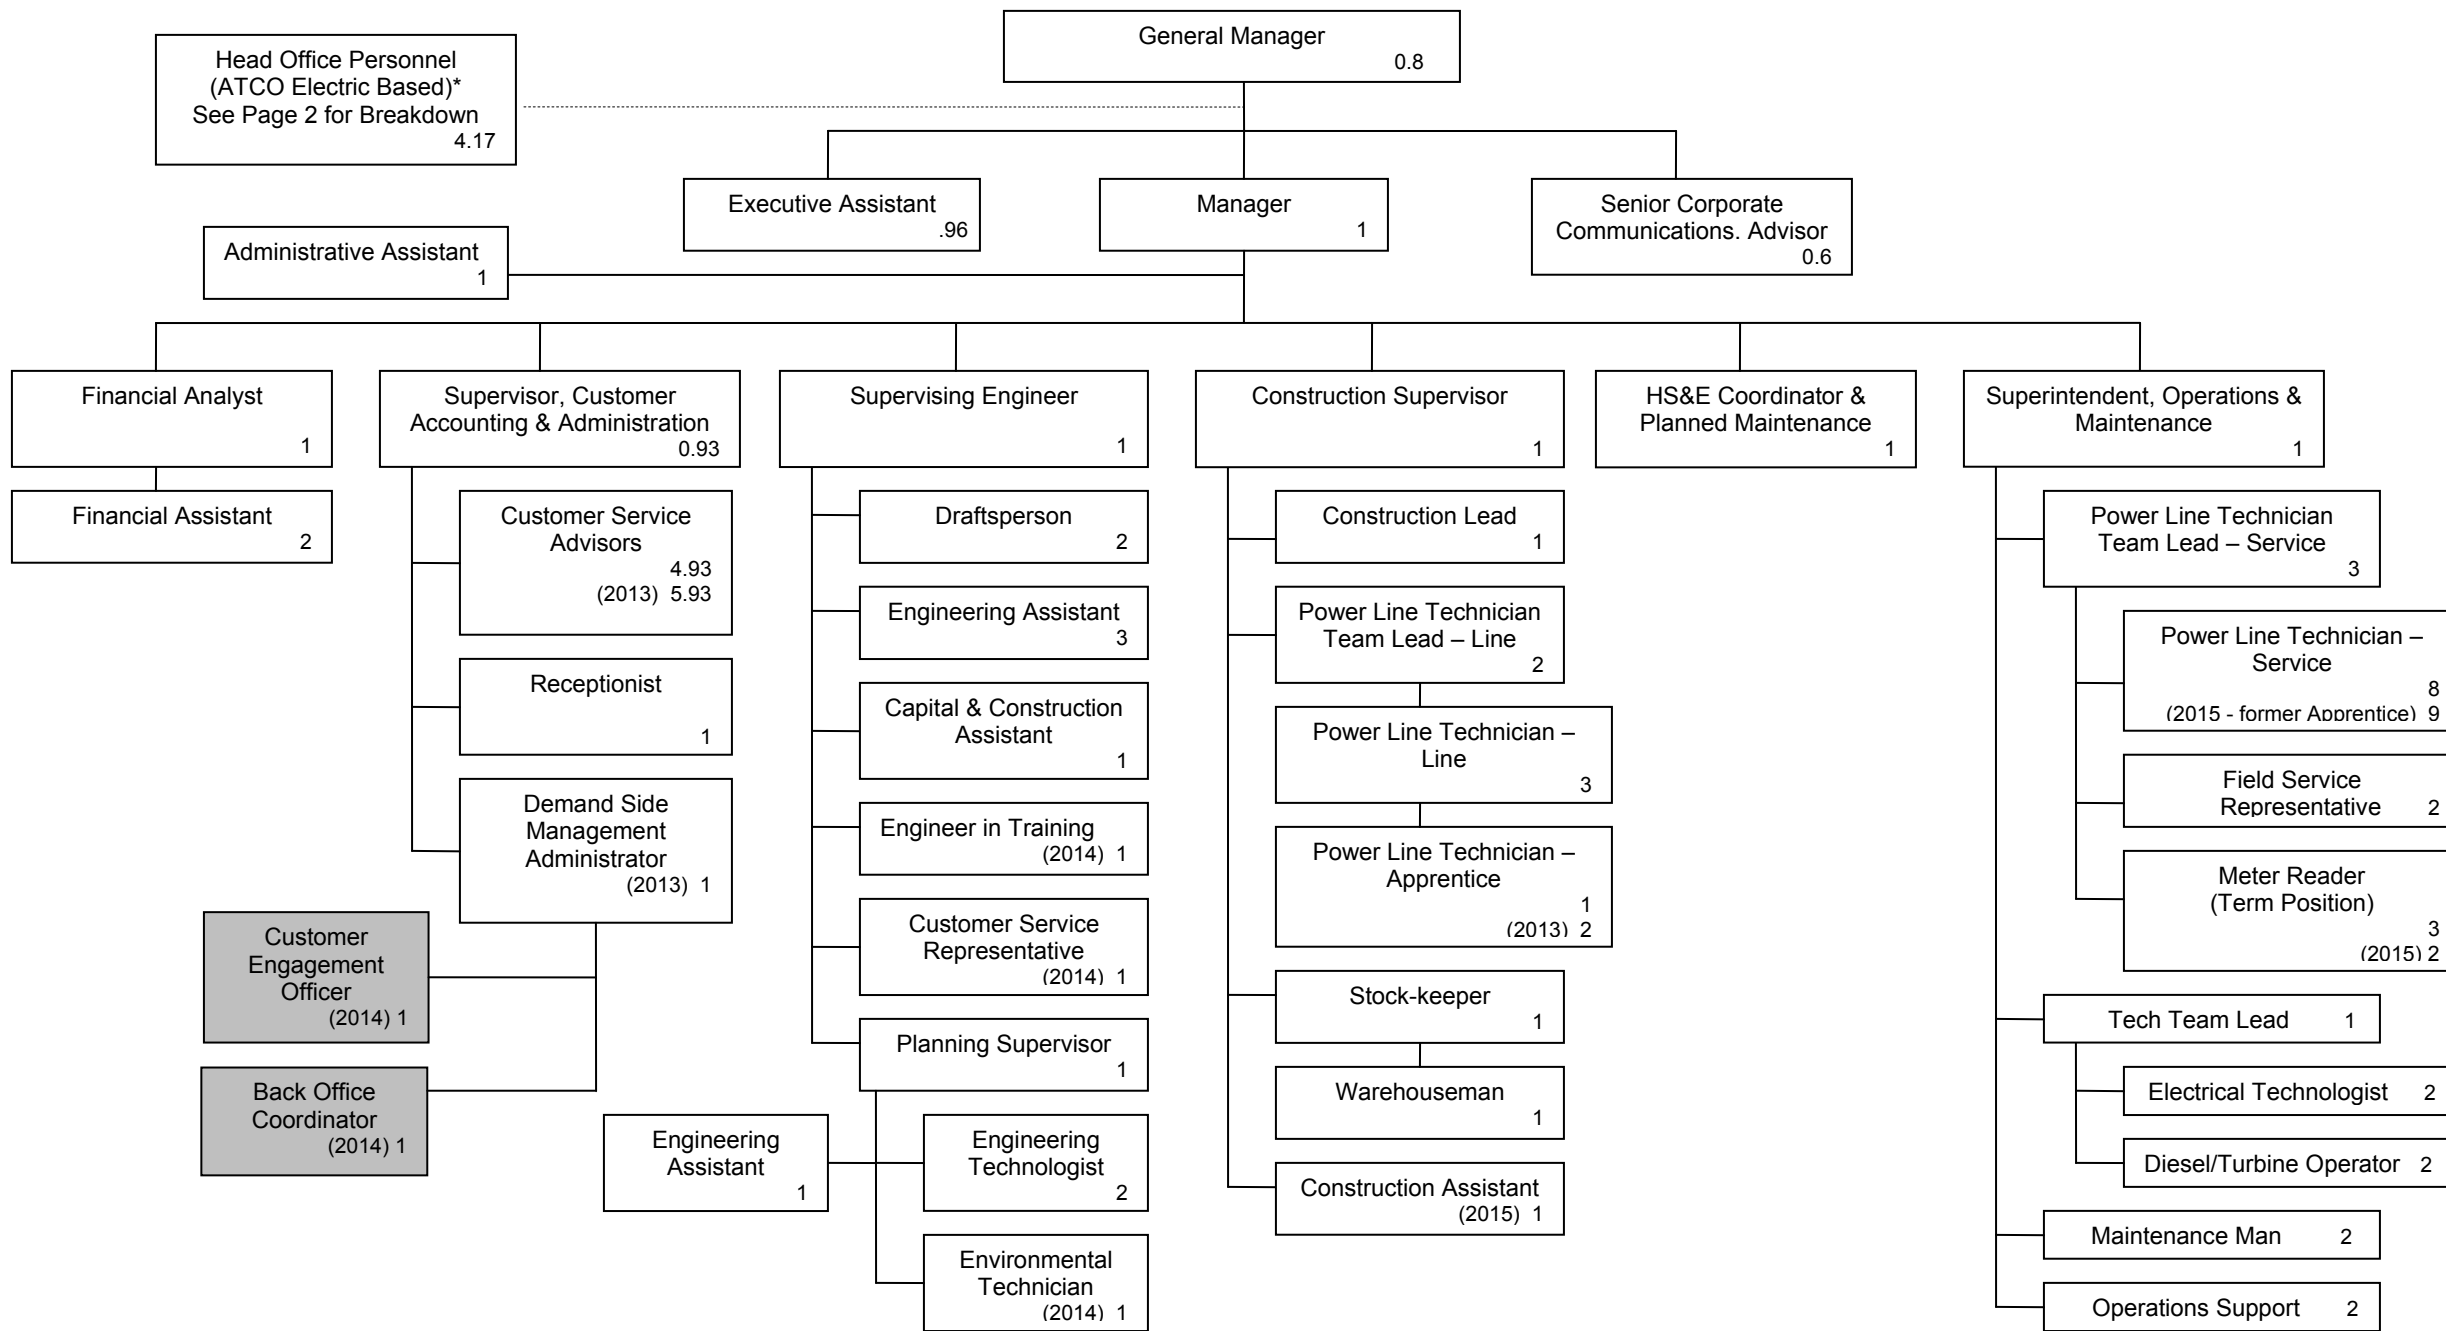 General Manager
0.8
Head Office Personnel
(ATCO Electric Based)*
See Page 2 for Breakdown
4.17
Executive Assistant
.96
Manager
1
Senior Corporate
Communications. Advisor
0.6
Administrative Assistant
1
Financial Analyst
1
Financial Assistant
2
Supervisor, Customer
Accounting & Administration
0.93
Customer Service
Advisors
4.93
(2013) 5.93
Receptionist
1
Demand Side
Management
Administrator
(2013) 1
Customer
Engagement
Officer
(2014) 1
Back Office
Coordinator
(2014) 1
Supervising Engineer
1
Draftsperson
2
Engineering Assistant
3
Capital & Construction
Assistant
1
Engineer in Training
(2014) 1
Customer Service
Representative
(2014) 1
Planning Supervisor
1
Engineering
Assistant
1
Engineering
Technologist
2
Environmental
Technician
(2014) 1
Construction Supervisor
1
Construction Lead
1
Power Line Technician
Team Lead – Line
2
Power Line Technician –
Line
3
Power Line Technician –
Apprentice
1
(2013) 2
Stock-keeper
1
Warehouseman
1
Construction Assistant
(2015) 1
HS&E Coordinator &
Planned Maintenance
1
Superintendent, Operations &
Maintenance
1
Power Line Technician
Team Lead – Service
3
Power Line Technician –
Service
8
(2015 - former Apprentice) 9
Field Service
Representative 2
Meter Reader
(Term Position)
3
(2015) 2
Tech Team Lead 1
Electrical Technologist 2
Diesel/Turbine Operator 2
Maintenance Man 2
Operations Support 2